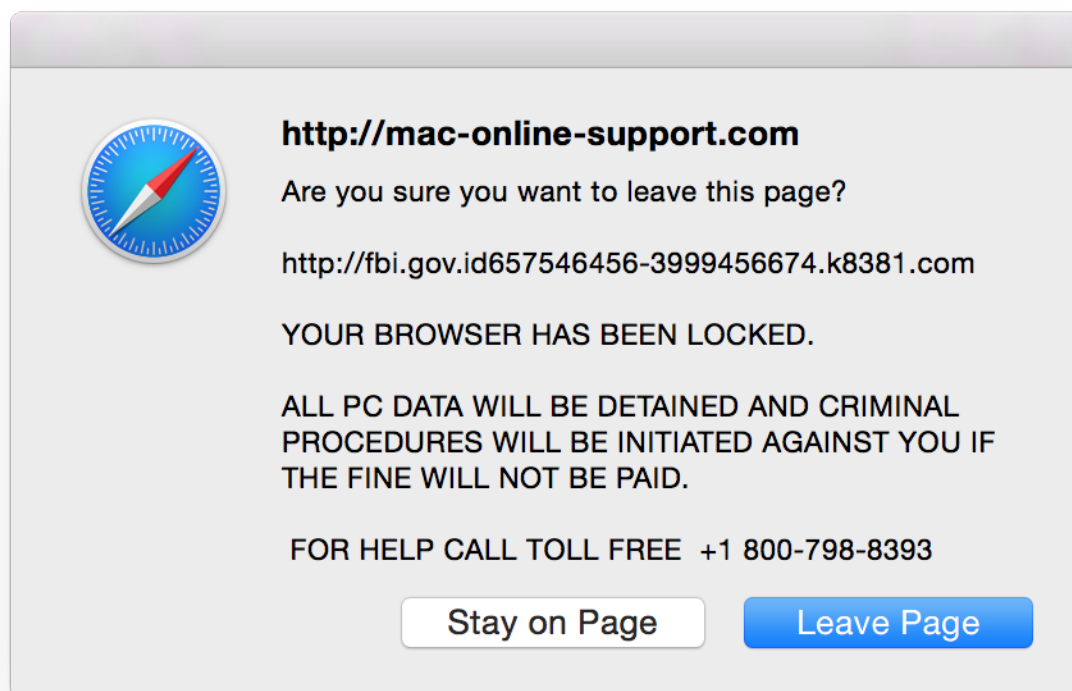 http://mac-online-support.com
Are you sure you want to leave this page?
http://fbi.gov.id657546456-3999456674.k8381.com
YOUR BROWSER HAS BEEN LOCKED.
ALL PC DATA WILL BE DETAINED AND CRIMINAL
PROCEDURES WILL BE INITIATED AGAINST YOU IF
THE FINE WILL NOT BE PAID.
FOR HELP CALL TOLL FREE +1 800-798-8393
Stay on Page
Leave Page